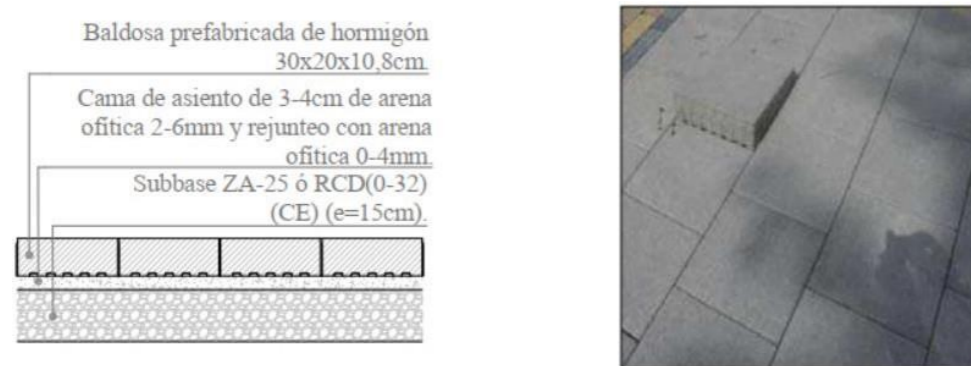 Baldosa prefabricada de hormigón
30x20x10,8cm.
Cama de asiento de 3-4cm de arena
ofítica 2-6mm y rejunteo con arena
ofítica 0-4mm.
Subbase ZA-25 ó RCD(0-32)
(CE) (e=15cm).